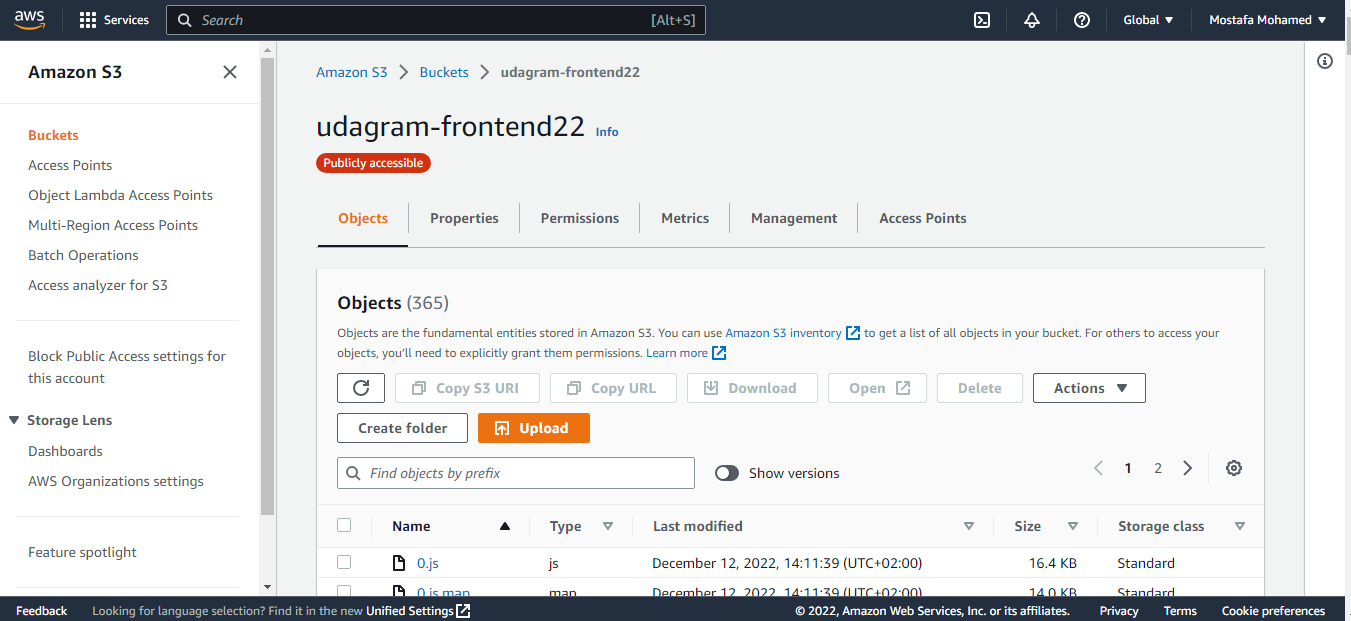 aws Services Search [Alt+S] Global Mostafa Mohamed
Amazon S3
Buckets
Access Points
Object Lambda Access Points
Multi-Region Access Points
Batch Operations
Access analyzer for S3
Block Public Access settings for
this account
Storage Lens
Dashboards
AWS Organizations settings
Feature spotlight
Amazon S3 Buckets udagram-frontend22
udagram-frontend22 Info
Publicly accessible
Objects Properties Permissions Metrics Management Access Points
Objects (365)
Objects are the fundamental entities stored in Amazon S3. You can use Amazon S3 inventory to get a list of all objects in your bucket. For others to access your
objects, you'll need to explicitly grant them permissions. Learn more
Copy S3 URI Copy URL Download Open Delete Actions
Create folder Upload
Find objects by prefix Show versions 1 2
Name Type Last modified Size Storage class
0.js js December 12, 2022, 14:11:39 (UTC+02:00) 16.4 KB Standard
0.js.map map December 12, 2022, 14:11:39 (UTC+02:00) 14.0 KB Standard
Feedback Looking for language selection? Find it in the new Unified Settings © 2022, Amazon Web Services, Inc. or its affiliates. Privacy Terms Cookie preferences